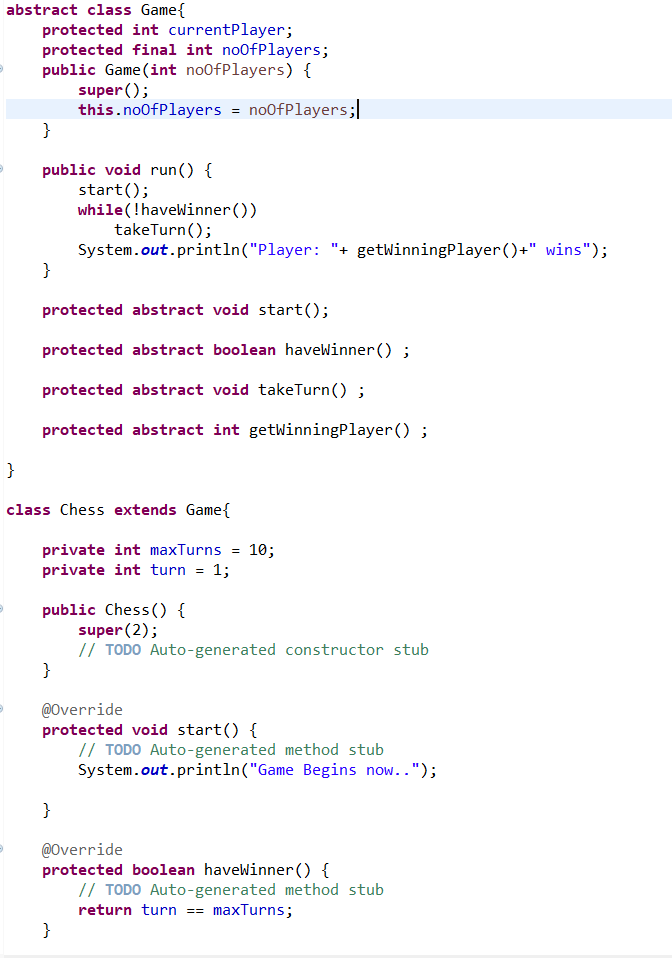 abstract class Game{
protected int currentPlayer;
protected final int noOfPlayers;
public Game(int noOfPlayers) {
super();
this.noOfPlayers = noOfPlayers;
}
public void run() {
start();
while(!haveWinner())
takeTurn();
System.out.println("Player: "+ getWinningPlayer()+" wins");
}
protected abstract void start();
protected abstract boolean haveWinner() ;
protected abstract void takeTurn() ;
protected abstract int getWinningPlayer() ;
}
class Chess extends Game{
private int maxTurns = 10;
private int turn = 1;
public Chess() {
super(2);
// TODO Auto-generated constructor stub
}
@Override
protected void start() {
// TODO Auto-generated method stub
System.out.println("Game Begins now..");
}
@Override
protected boolean haveWinner() {
// TODO Auto-generated method stub
return turn == maxTurns;
}